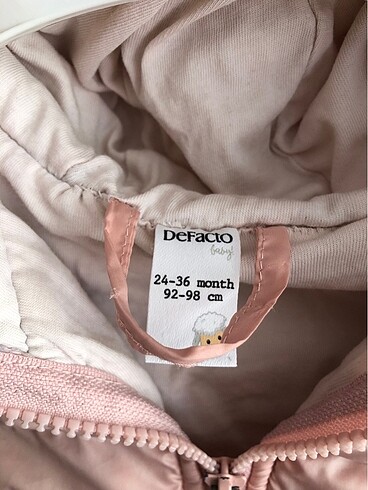 DeFacto
baby!
24-36 month
92-98 cm